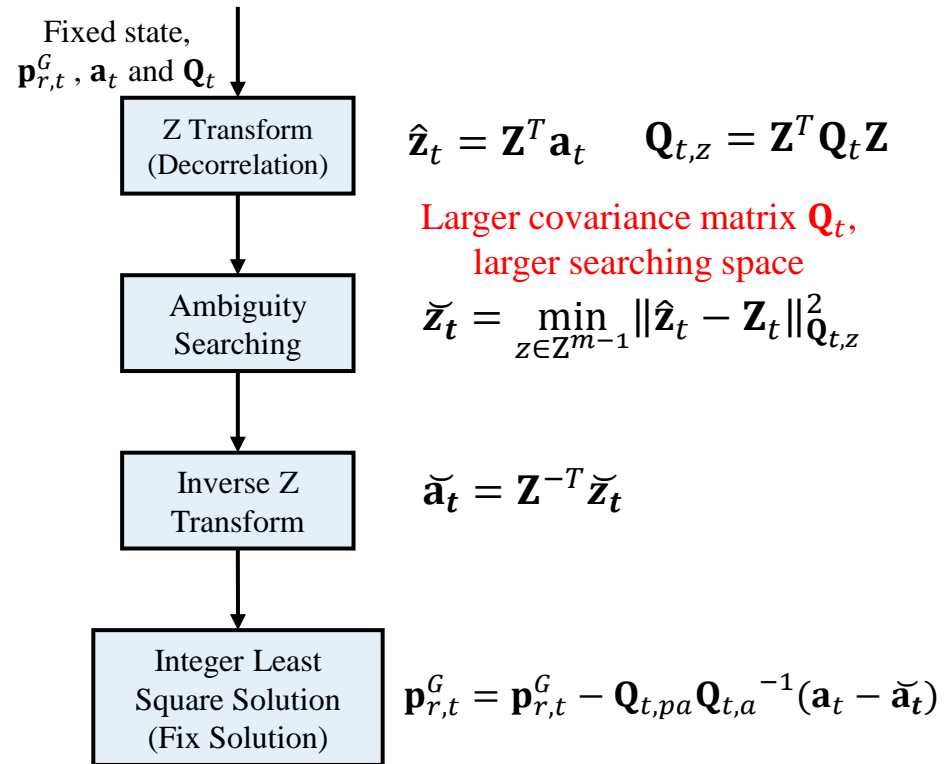 Fixed state,
𝐩^G_{r,t} , 𝐚_t and 𝐐_t
Z Transform
(Decorrelation)
𝐳̂_t = 𝐙^T 𝐚_t    𝐐_{t,z} = 𝐙^T 𝐐_t 𝐙
Larger covariance matrix 𝐐_t,
larger searching space
Ambiguity
Searching
𝒛̆_𝒕 = min_{z∈Z^{m−1}} ‖𝐳̂_t − 𝐙_t‖²_{𝐐_{t,z}}
Inverse Z
Transform
𝐚̆_𝒕 = 𝐙^{−T} 𝒛̆_𝒕
Integer Least
Square Solution
(Fix Solution)
𝐩^G_{r,t} = 𝐩^G_{r,t} − 𝐐_{t,pa} 𝐐_{t,a}^{−1} (𝐚_t − 𝐚̆_𝒕)